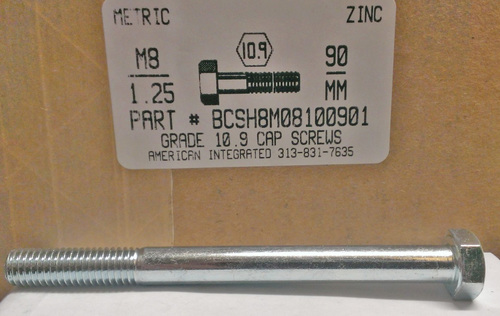 METRIC ZINC
M8 10.9 90
1.25 MM
PART # BCSH8M08100901
GRADE 10.9 CAP SCREWS
AMERICAN INTEGRATED 313-831-7635